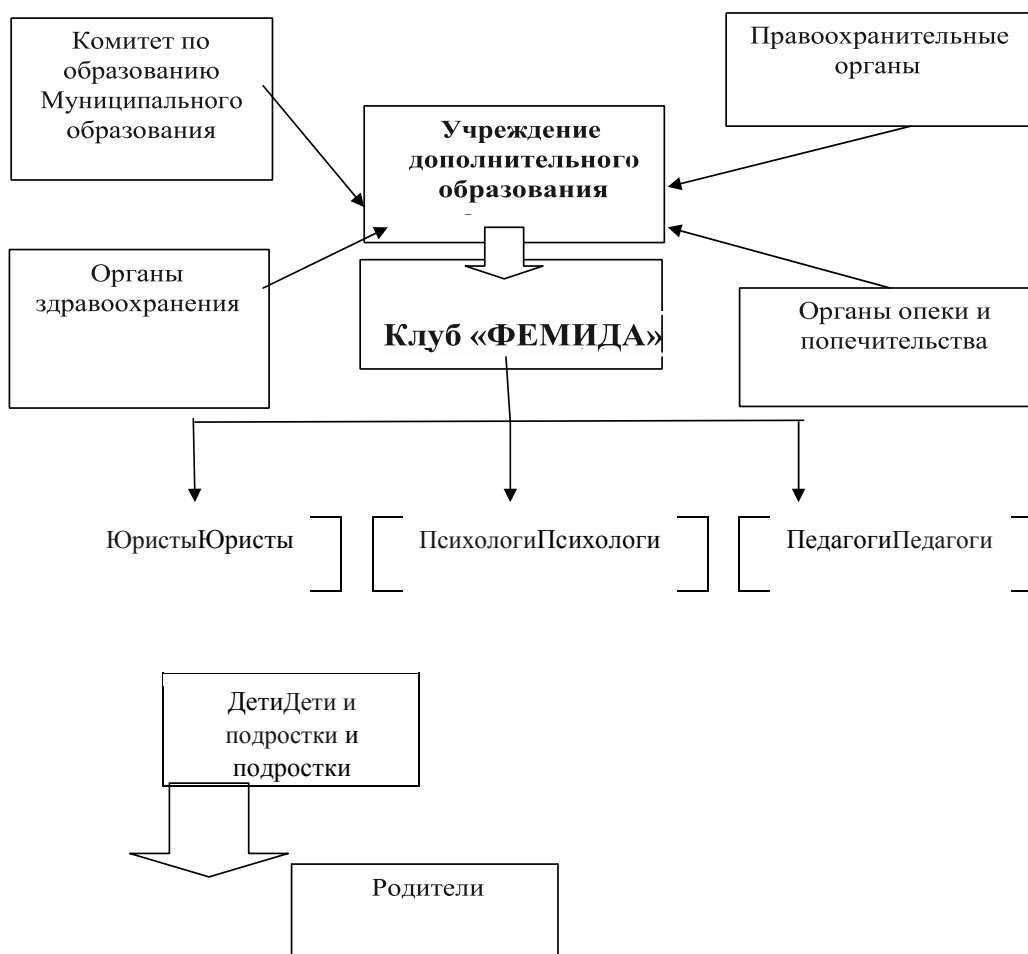 Комитет по
образованию
Муниципального
образования
Правоохранительные
органы
Учреждение
дополнительного
образования
Органы
здравоохранения
Клуб «ФЕМИДА»
Органы опеки и
попечительства
ЮристыЮристы
ПсихологиПсихологи
ПедагогиПедагоги
ДетиДети и
подростки и
подростки
Родители